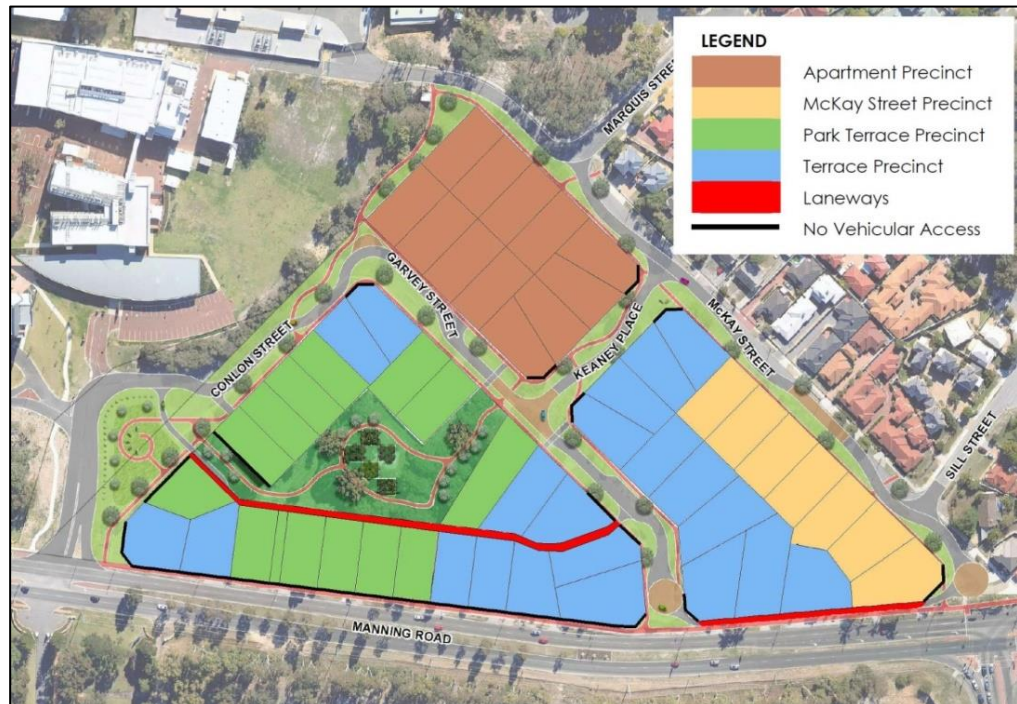 LEGEND
Apartment Precinct
McKay Street Precinct
Park Terrace Precinct
Terrace Precinct
Laneways
No Vehicular Access
MARQUIS STREET
GARVEY STREET
CONLON STREET
KEANEY PLACE
McKAY STREET
SILL STREET
MANNING ROAD